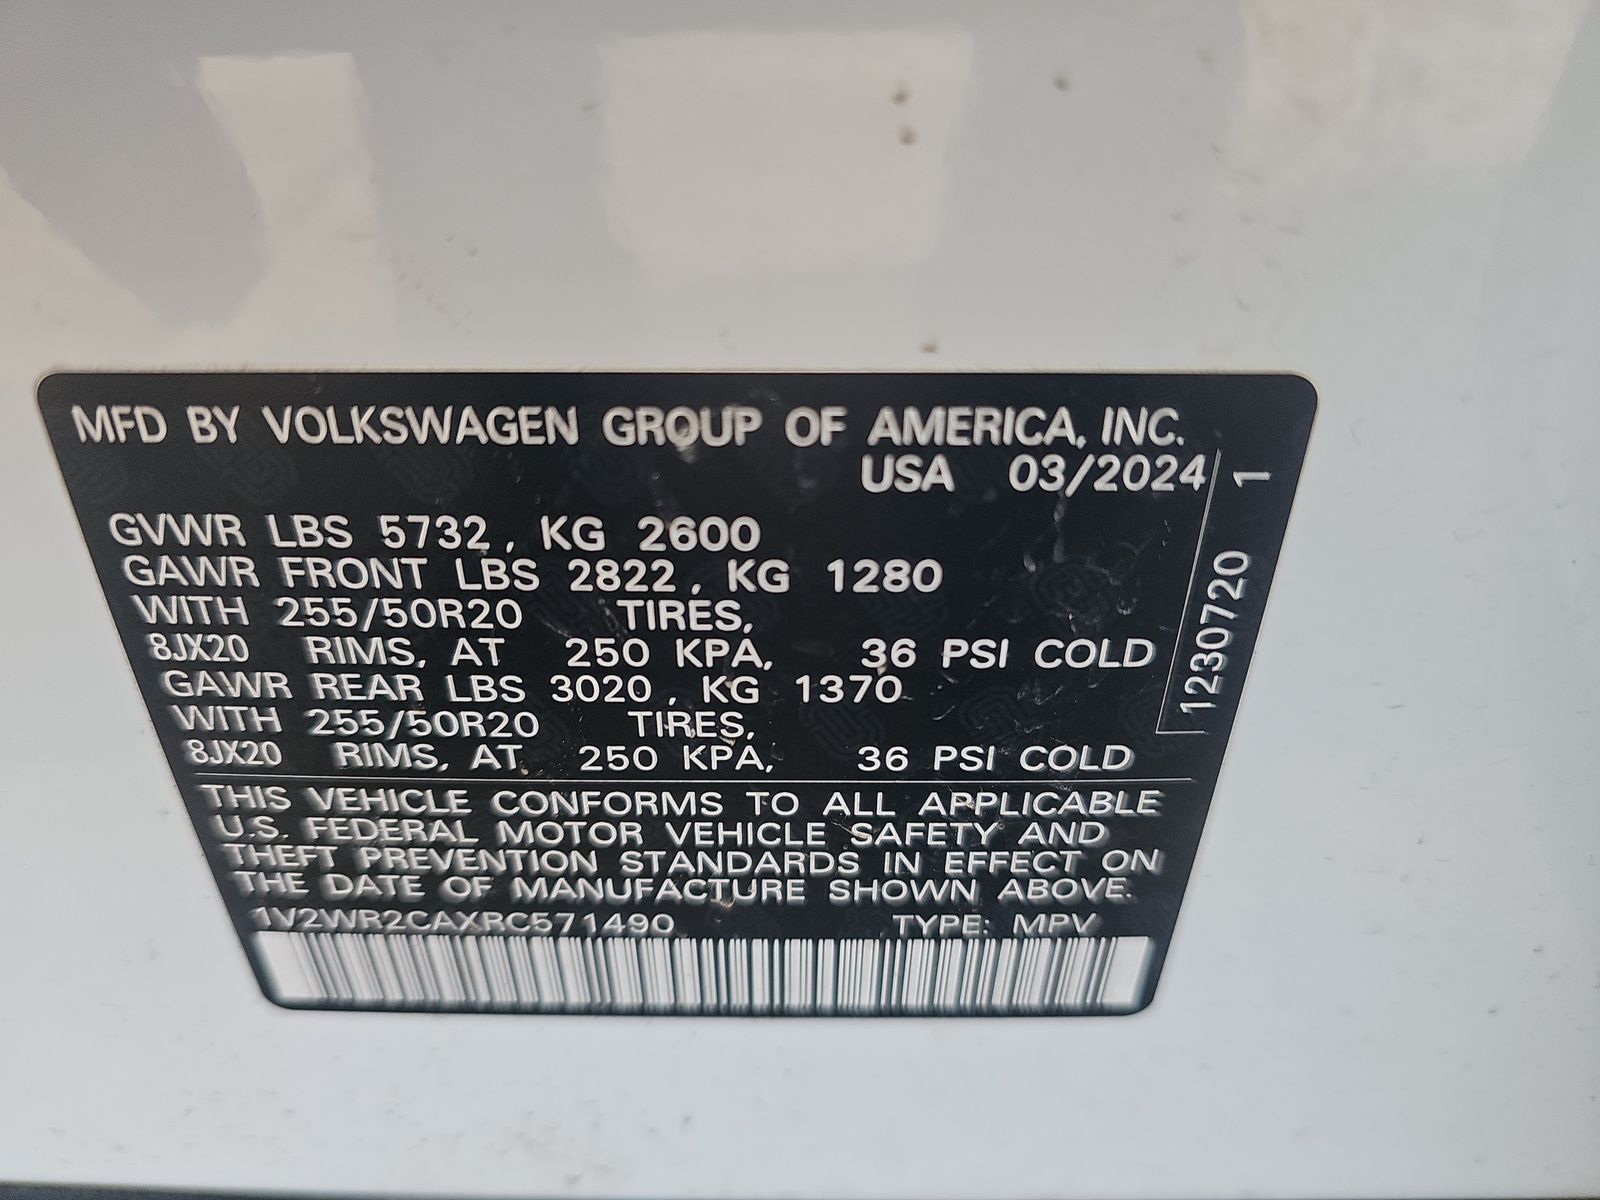 MFD BY VOLKSWAGEN GROUP OF AMERICA, INC.
USA 03/2024
GVWR LBS 5732, KG 2600
GAWR FRONT LBS 2822, KG 1280
WITH 255/50R20 TIRES,
8JX20 RIMS, AT 250 KPA, 36 PSI COLD
GAWR REAR LBS 3020, KG 1370
WITH 255/50R20 TIRES,
8JX20 RIMS, AT 250 KPA, 36 PSI COLD
THIS VEHICLE CONFORMS TO ALL APPLICABLE
U.S. FEDERAL MOTOR VEHICLE SAFETY AND
THEFT PREVENTION STANDARDS IN EFFECT ON
THE DATE OF MANUFACTURE SHOWN ABOVE.
1V2WR2CAXRC571490 TYPE: MPV
1230720 1